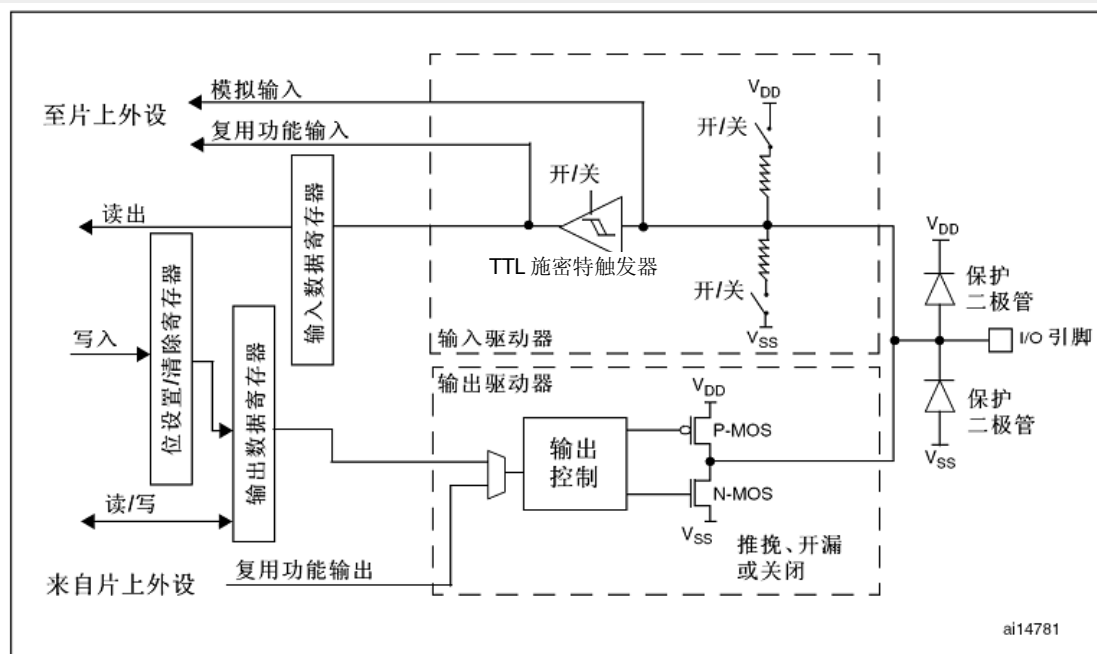 模拟输入
至片上外设
复用功能输入
读出
输入数据寄存器
开/关
TTL 施密特触发器
V_DD
开/关
开/关
V_SS
输入驱动器
V_DD
保护
二极管
I/O 引脚
保护
二极管
V_SS
写入
位设置/清除寄存器
输出数据寄存器
读/写
来自片上外设
复用功能输出
输出驱动器
输出
控制
V_DD
P-MOS
N-MOS
V_SS
推挽、开漏
或关闭
ai14781